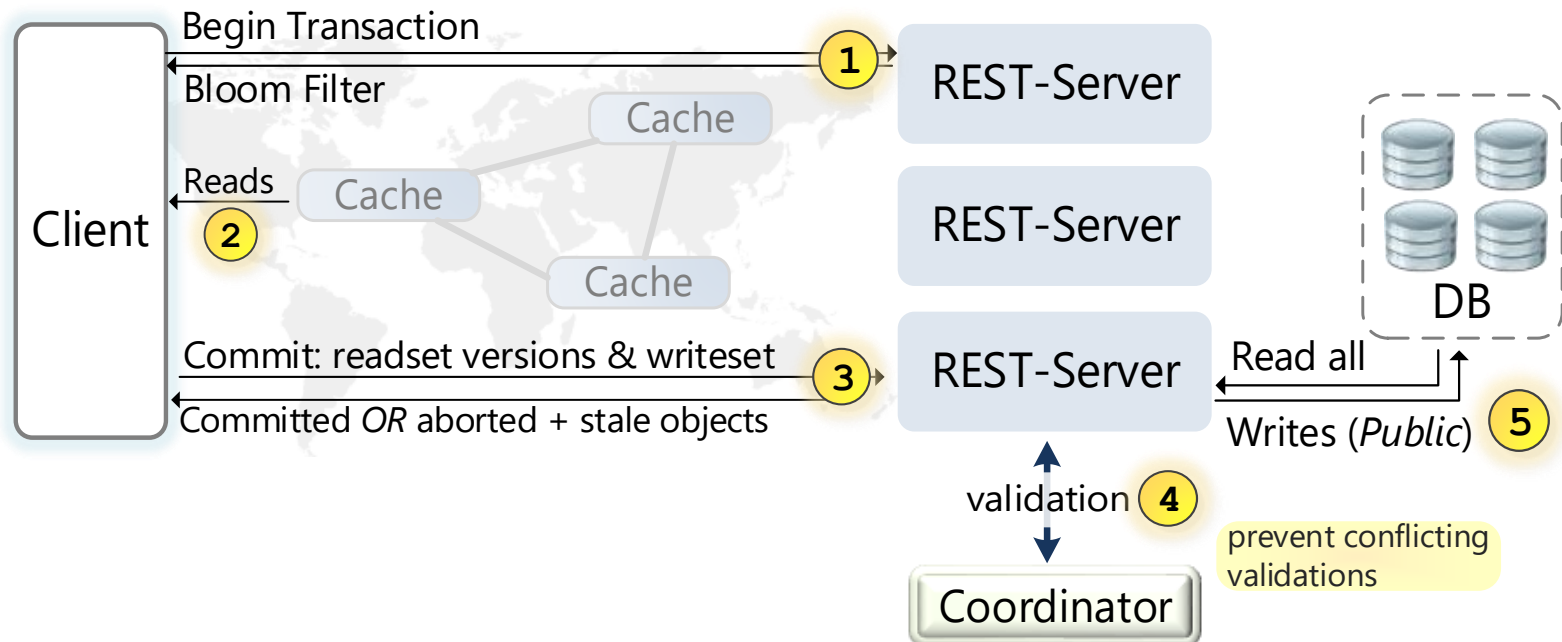 Begin Transaction
1
Bloom Filter
REST-Server
Cache
Reads
Cache
2
Client
REST-Server
Cache
DB
Commit: readset versions & writeset
3
REST-Server
Read all
Committed OR aborted + stale objects
Writes (Public)
5
validation
4
prevent conflicting
validations
Coordinator